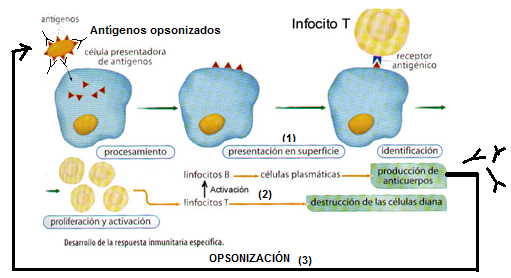 antígenos
Antígenos opsonizados
Infocito T
célula presentadora
de antígenos
receptor
antigénico
(1)
procesamiento
presentación en superficie
identificación
linfocitos B
células plasmáticas
producción de
anticuerpos
Activación
(2)
linfocitos T
destrucción de las células diana
proliferación y activación
Desarrollo de la respuesta inmunitaria específica.
OPSONIZACIÓN (3)